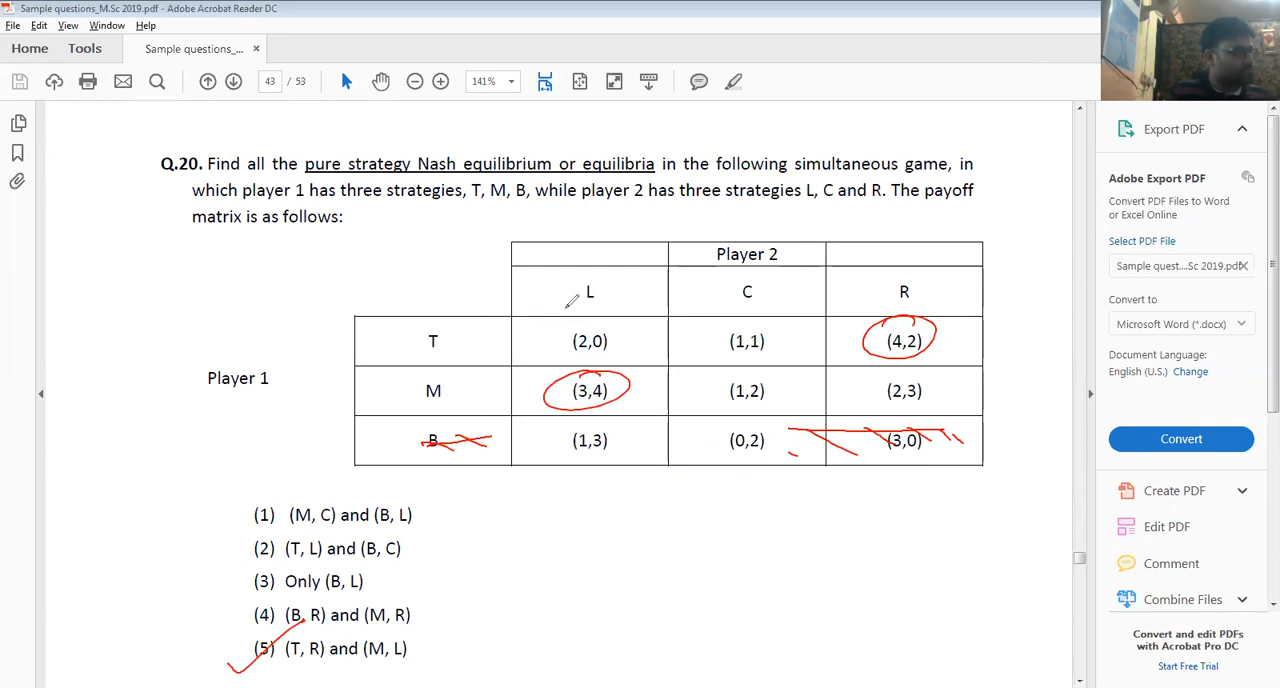 Sample questions_M.Sc 2019.pdf - Adobe Acrobat Reader DC
File Edit View Window Help
Home Tools Sample questions_... ×
43 / 53 141%
Q.20. Find all the pure strategy Nash equilibrium or equilibria in the following simultaneous game, in
which player 1 has three strategies, T, M, B, while player 2 has three strategies L, C and R. The payoff
matrix is as follows:
Player 2
L C R
T (2,0) (1,1) (4,2)
Player 1
M (3,4) (1,2) (2,3)
B (1,3) (0,2) (3,0)
(1) (M, C) and (B, L)
(2) (T, L) and (B, C)
(3) Only (B, L)
(4) (B, R) and (M, R)
(5) (T, R) and (M, L)
Export PDF
Adobe Export PDF
Convert PDF Files to Word
or Excel Online
Select PDF File
Sample quest....Sc 2019.pdf ×
Convert to
Microsoft Word (*.docx)
Document Language:
English (U.S.) Change
Convert
Create PDF
Edit PDF
Comment
Combine Files
Convert and edit PDFs
with Acrobat Pro DC
Start Free Trial